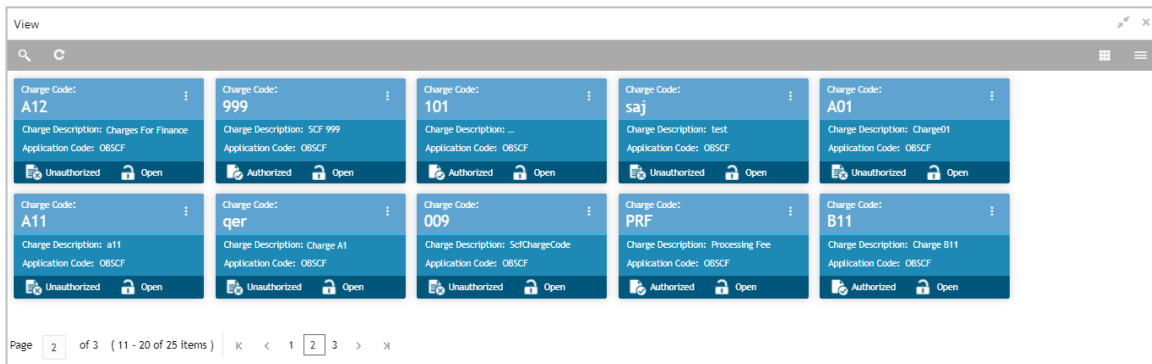 View
Charge Code:
A12
Charge Description: Charges For Finance
Application Code: OBSCF
Unauthorized Open
Charge Code:
999
Charge Description: SCF 999
Application Code: OBSCF
Authorized Open
Charge Code:
101
Charge Description: ...
Application Code: OBSCF
Authorized Open
Charge Code:
saj
Charge Description: test
Application Code: OBSCF
Unauthorized Open
Charge Code:
A01
Charge Description: Charge01
Application Code: OBSCF
Unauthorized Open
Charge Code:
A11
Charge Description: a11
Application Code: OBSCF
Unauthorized Open
Charge Code:
qer
Charge Description: Charge A1
Application Code: OBSCF
Unauthorized Open
Charge Code:
009
Charge Description: ScfChargeCode
Application Code: OBSCF
Unauthorized Open
Charge Code:
PRF
Charge Description: Processing Fee
Application Code: OBSCF
Authorized Open
Charge Code:
B11
Charge Description: Charge B11
Application Code: OBSCF
Authorized Open
Page 2 of 3 ( 11 - 20 of 25 items ) 1 2 3